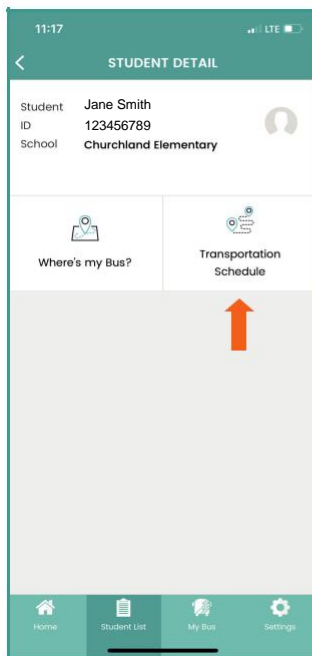 11:17
LTE
STUDENT DETAIL
Student Jane Smith
ID 123456789
School Churchland Elementary
Where's my Bus?
Transportation
Schedule
Home Student List My Bus Settings